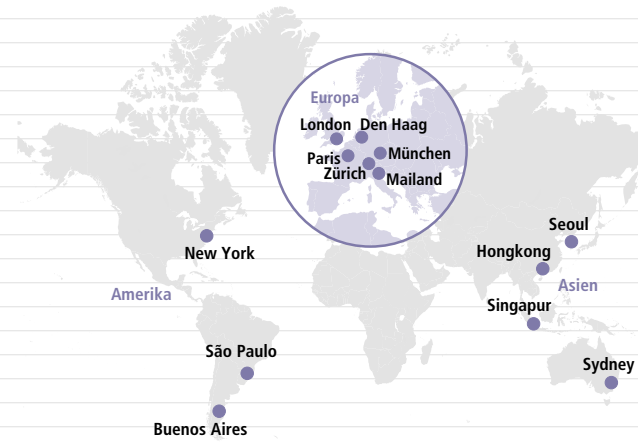 Europa
London
Den Haag
Paris
München
Zürich
Mailand
Seoul
New York
Hongkong
Amerika
Asien
Singapur
São Paulo
Sydney
Buenos Aires